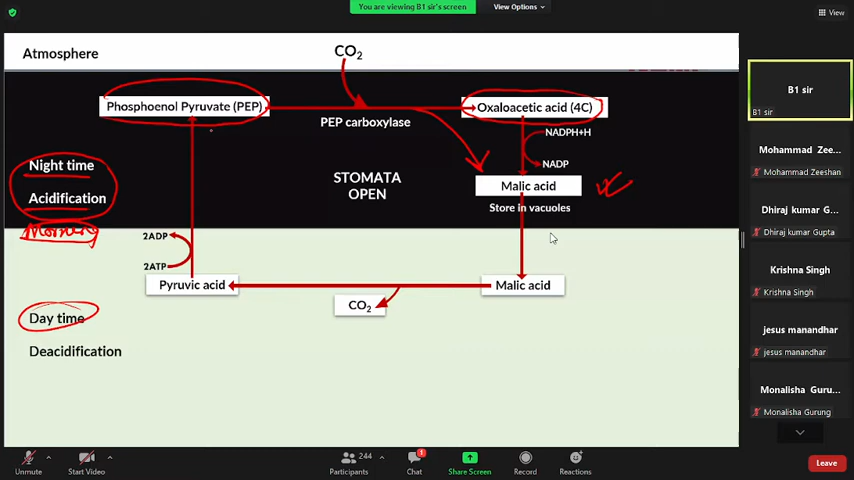 You are viewing B1 sir's screen
View Options
View
Atmosphere
CO2
Phosphoenol Pyruvate (PEP)
Oxaloacetic acid (4C)
PEP carboxylase
NADPH+H
NADP
Night time
STOMATA
OPEN
Malic acid
Acidification
Store in vacuoles
Morning
2ADP
2ATP
Pyruvic acid
Malic acid
CO2
Day time
Deacidification
B1 sir
B1 sir
Mohammad Zee...
Mohammad Zeeshan
Dhiraj kumar G...
Dhiraj kumar Gupta
Krishna Singh
Krishna Singh
jesus manandhar
jesus manandhar
Monalisha Guru...
Monalisha Gurung
Unmute
Start Video
244
Participants
1
Chat
Share Screen
Record
Reactions
Leave